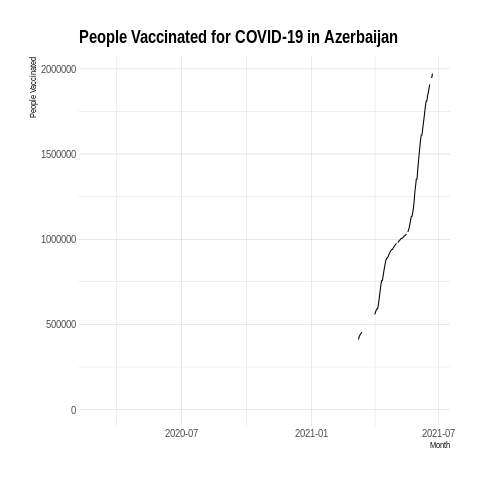 People Vaccinated for COVID-19 in Azerbaijan
People Vaccinated
2000000
1500000
1000000
500000
0
2020-07
2021-01
2021-07
Month